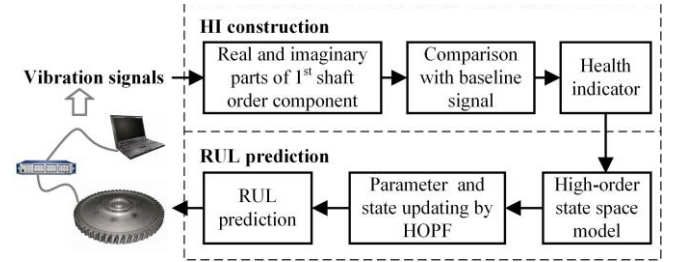 HI construction
Vibration signals
Real and imaginary
parts of 1st shaft
order component
Comparison
with baseline
signal
Health
indicator
RUL prediction
RUL
prediction
Parameter and
state updating by
HOPF
High-order
state space
model